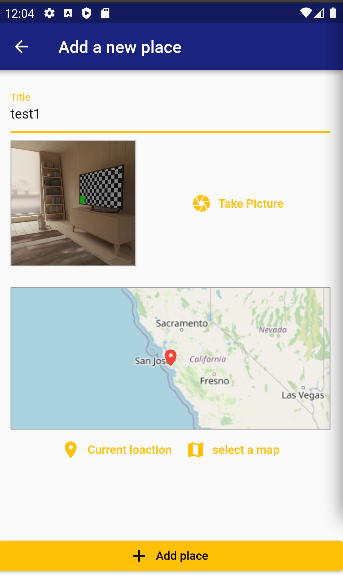 12:04
Add a new place
Title
test1
Take Picture
Sacramento
Nevada
San Jos
California
Fresno
Las Vegas
Current loaction
select a map
Add place